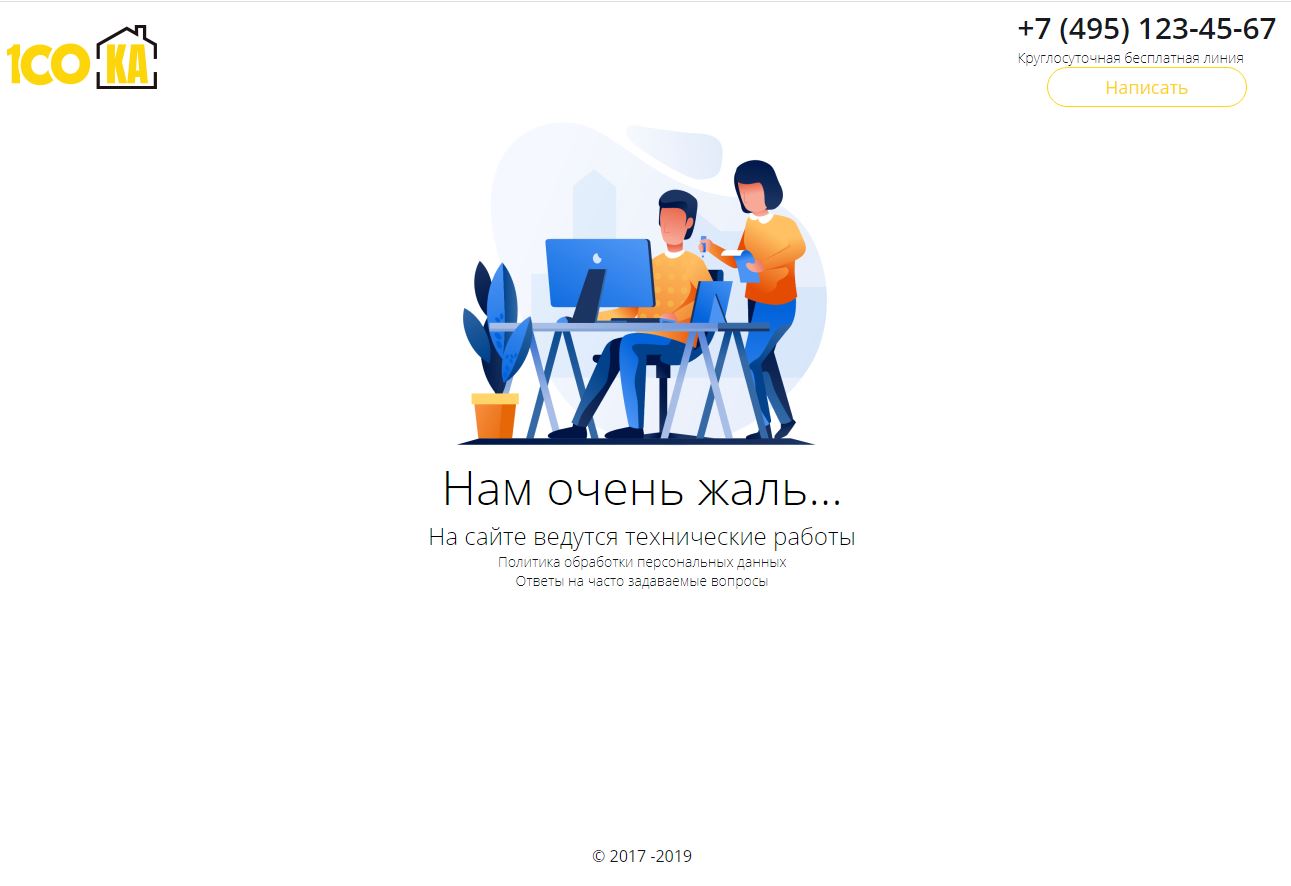 1CO КА
+7 (495) 123-45-67
Круглосуточная бесплатная линия
Написать
Нам очень жаль...
На сайте ведутся технические работы
Политика обработки персональных данных
Ответы на часто задаваемые вопросы
© 2017 -2019